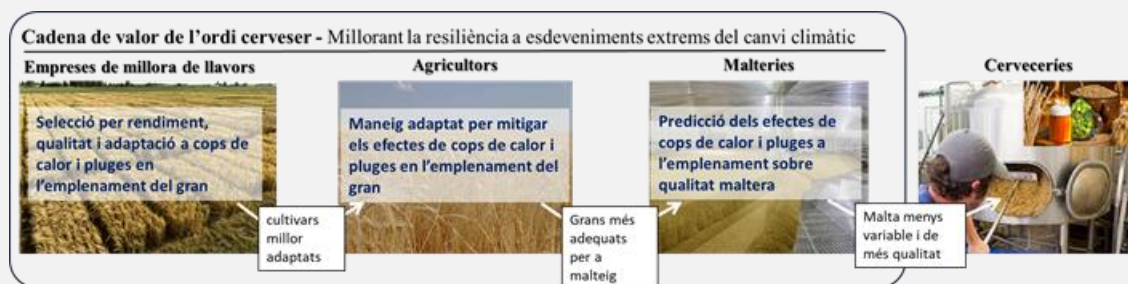 Cadena de valor de l’ordi cerveser - Millorant la resiliència a esdeveniments extrems del canvi climàtic
Empreses de millora de llavors
Agricultors
Malteries
Cerveceríes
Selecció per rendiment,
qualitat i adaptació a cops de
calor i pluges en
l’emplenament del gran
Maneig adaptat per mitigar
els efectes de cops de calor i
pluges en l’emplenament del
gran
Predicció dels efectes de
cops de calor i pluges a
l’emplenament sobre
qualitat maltera
cultivars
millor
adaptats
Grans més
adequats
per a
malteig
Malta menys
variable i de
més qualitat